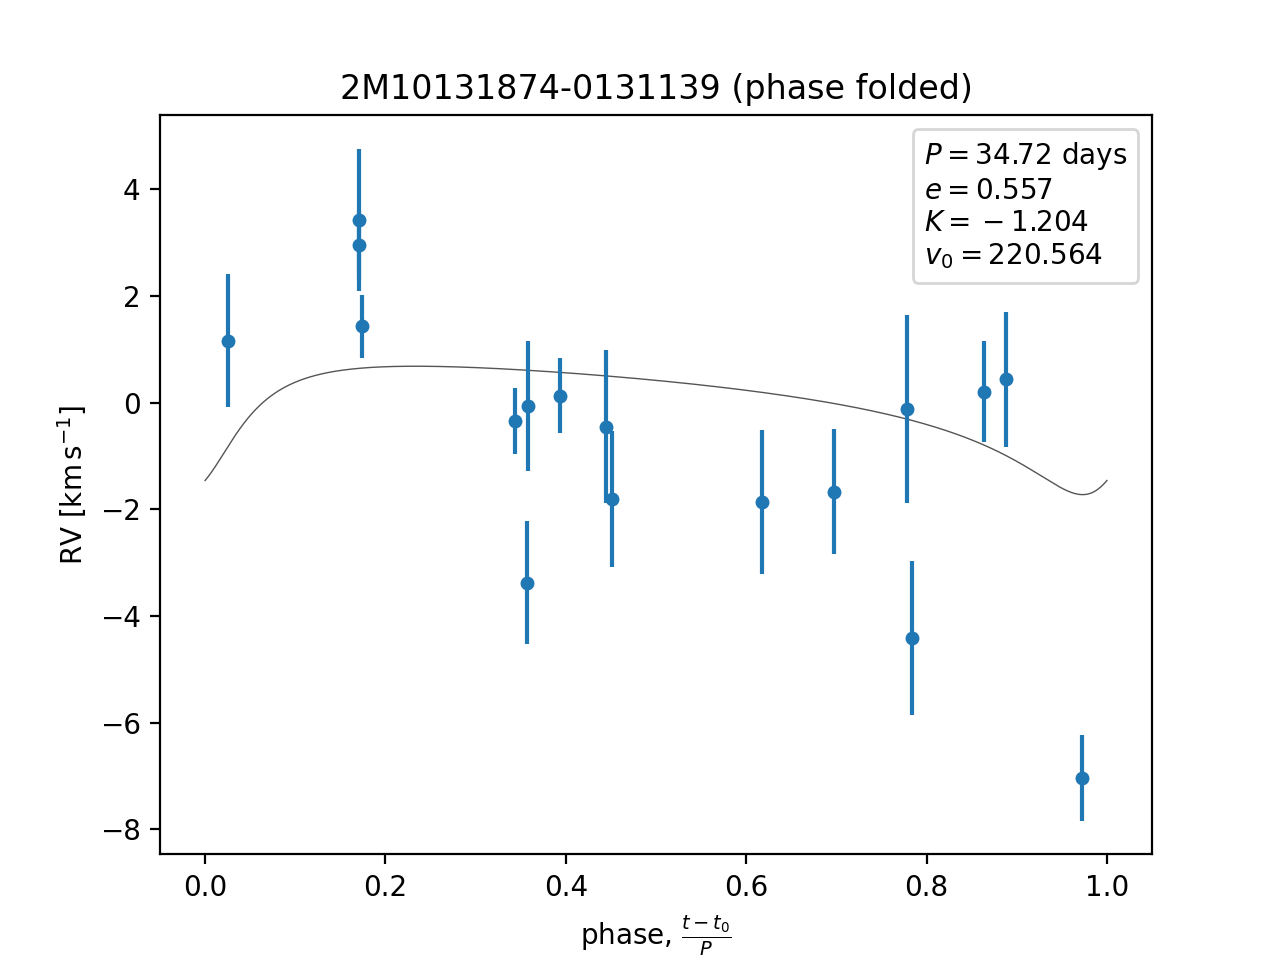 2M10131874-0131139 (phase folded)
P = 34.72 days
e = 0.557
K = −1.204
v₀ = 220.564
RV [km s⁻¹]
4
2
0
−2
−4
−6
−8
0.0 0.2 0.4 0.6 0.8 1.0
phase, (t − t₀)/P